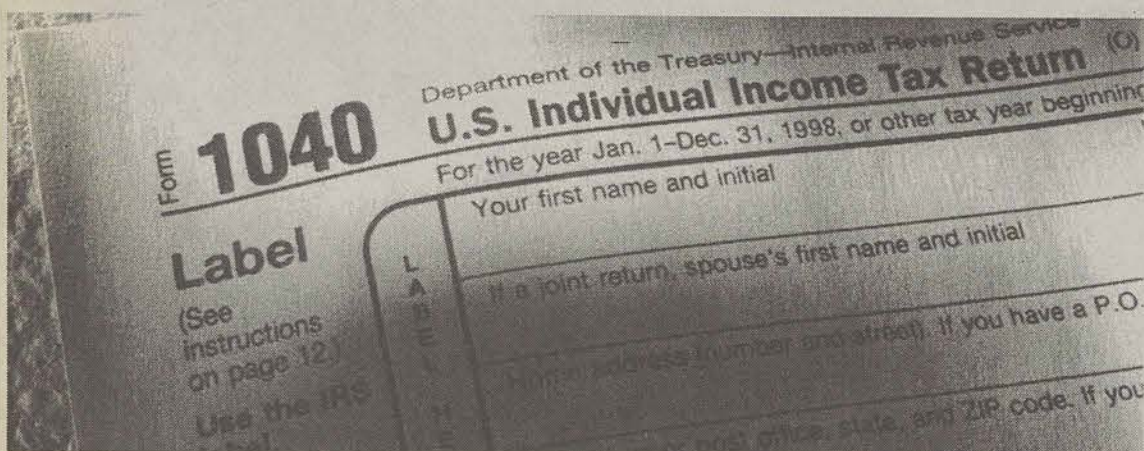 Form 1040
Department of the Treasury—Internal Revenue Service
U.S. Individual Income Tax Return (O)
For the year Jan. 1–Dec. 31, 1998, or other tax year beginning
Label
(See
instructions
on page 12.)
Use the IRS
label.
L
A
B
E
L
H
E
Your first name and initial
If a joint return, spouse's first name and initial
Home address (number and street). If you have a P.O.
post office, state, and ZIP code. If you